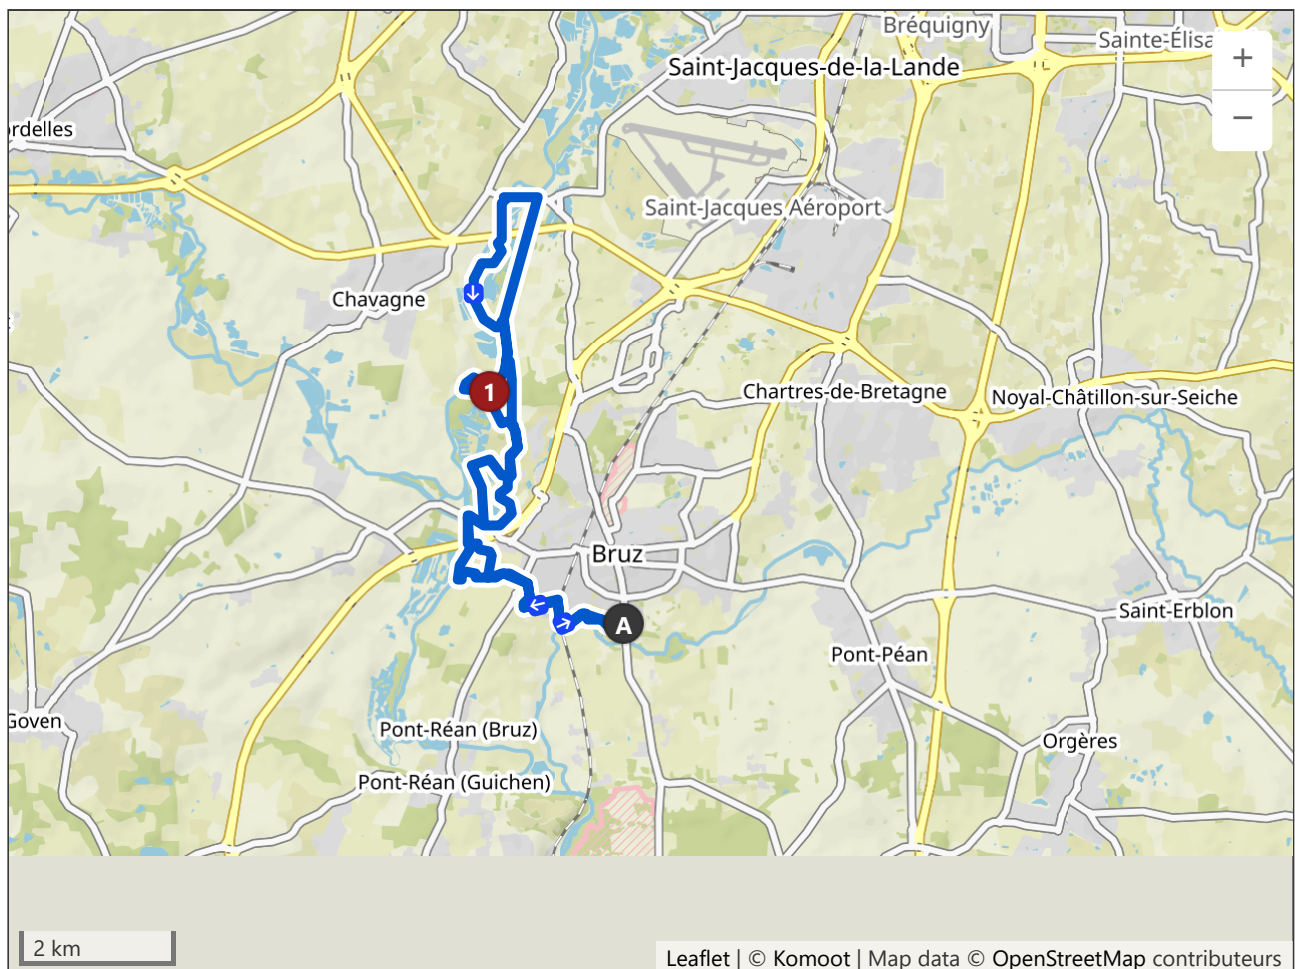 Bréquigny
Sainte-Élisa
Saint-Jacques-de-la-Lande
+
−
ordelles
Saint-Jacques Aéroport
Chavagne
1
Chartres-de-Bretagne
Noyal-Châtillon-sur-Seiche
Bruz
A
Saint-Erblon
Pont-Péan
Goven
Pont-Réan (Bruz)
Orgères
Pont-Réan (Guichen)
2 km
Leaflet | © Komoot | Map data © OpenStreetMap contributeurs